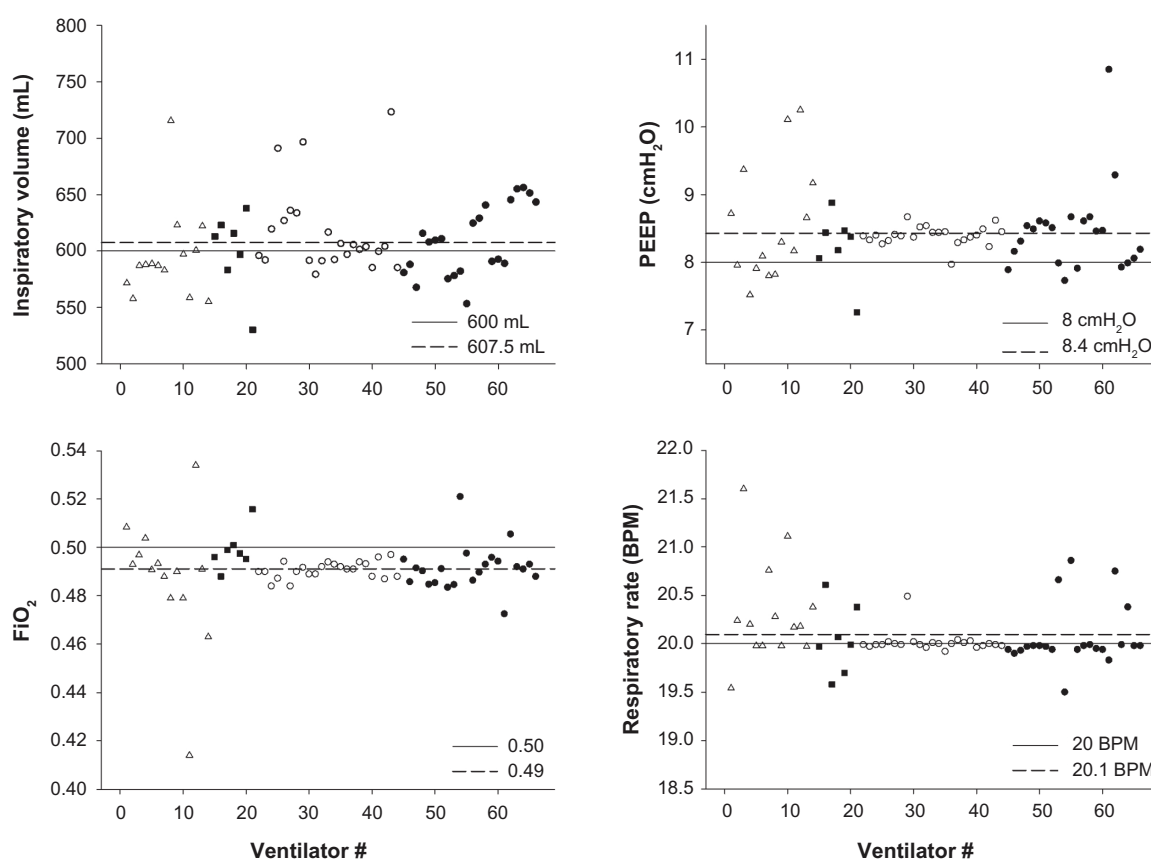 Inspiratory volume (mL)
800
750
700
650
600
550
500
600 mL
607.5 mL
0 10 20 30 40 50 60
PEEP (cmH₂O)
11
10
9
8
7
8 cmH₂O
8.4 cmH₂O
0 10 20 30 40 50 60
FiO₂
0.54
0.52
0.50
0.48
0.46
0.44
0.42
0.40
0.50
0.49
0 10 20 30 40 50 60
Ventilator #
Respiratory rate (BPM)
22.0
21.5
21.0
20.5
20.0
19.5
19.0
18.5
20 BPM
20.1 BPM
0 10 20 30 40 50 60
Ventilator #